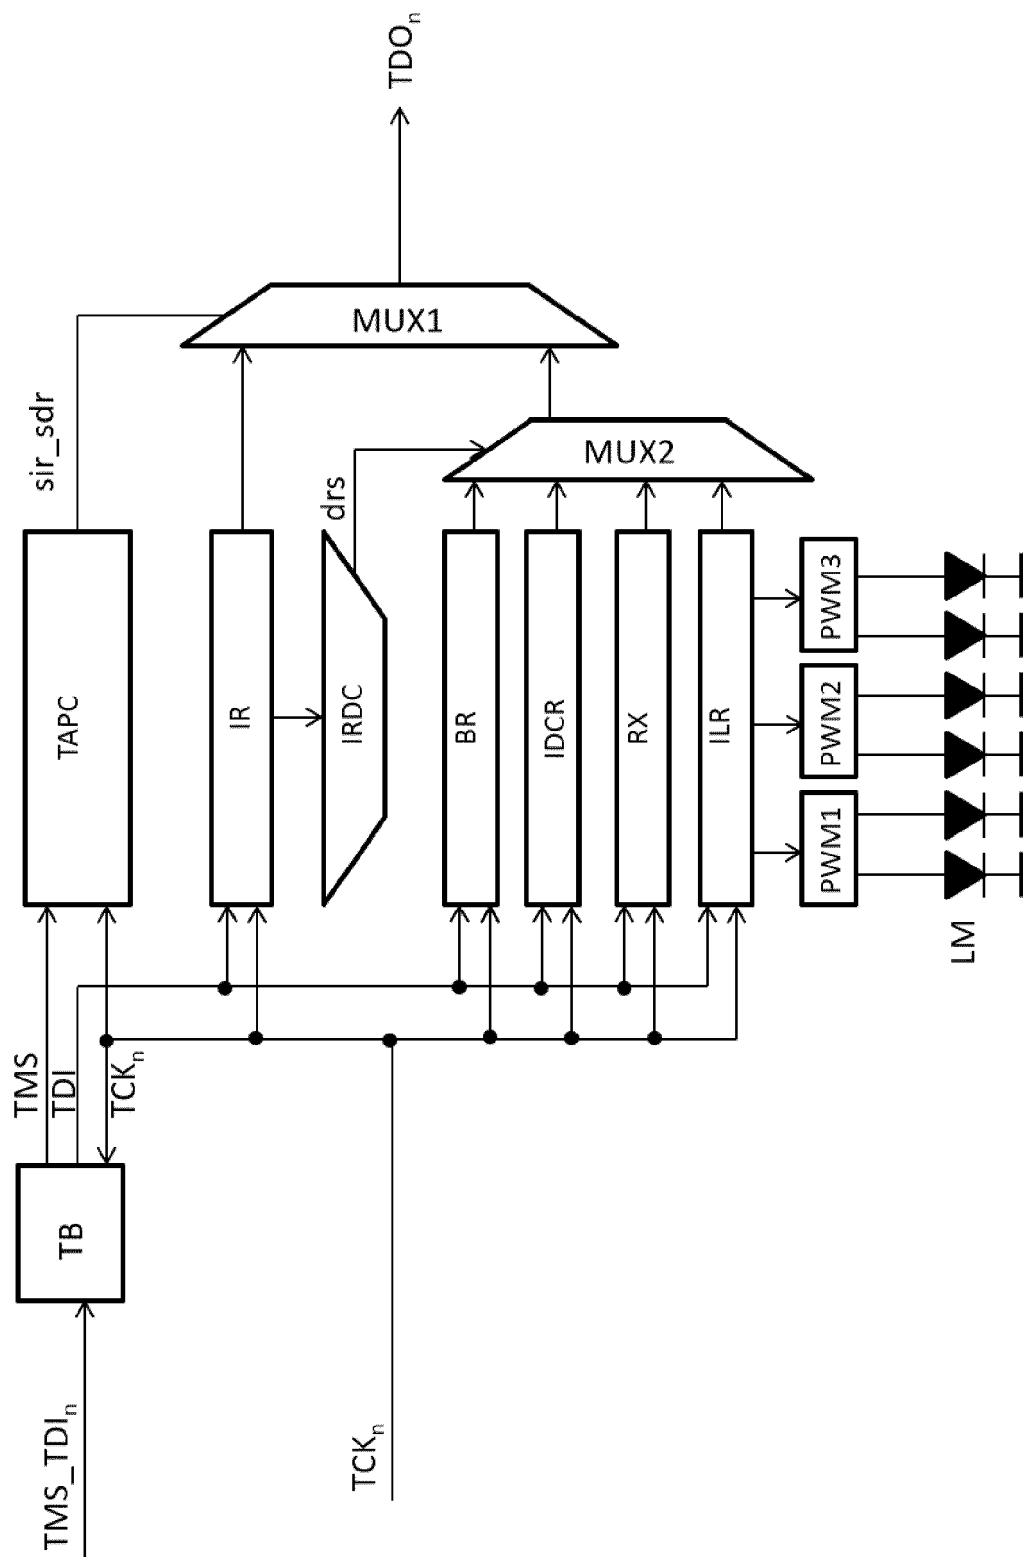 TMS_TDIn
TCKn
TB
TMS
TDI
TCKn
TAPC
sir_sdr
IR
IRDC
drs
BR
IDCR
RX
ILR
MUX2
MUX1
TDOn
PWM1
PWM2
PWM3
LM